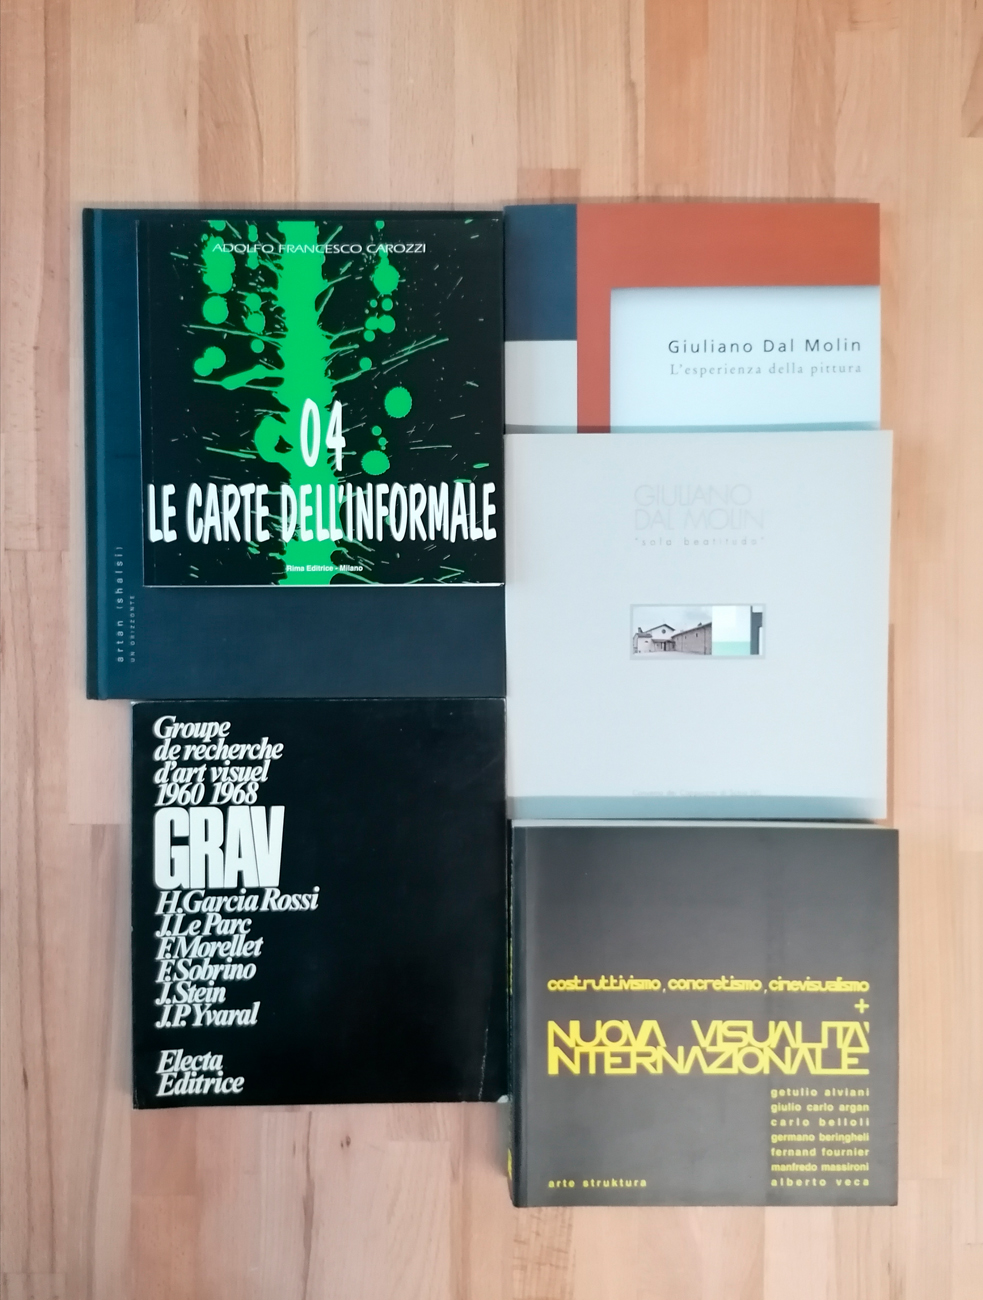 ADOLFO FRANCESCO CAROZZI
04
LE CARTE DELL'INFORMALE
Rima Editrice - Milano
artan shalsi
UN ORIZZONTE
Giuliano Dal Molin
L'esperienza della pittura
GIULIANO
DAL MOLIN
"sola beatitudo"
Groupe
de recherche
d'art visuel
1960 1968
GRAV
H.Garcia Rossi
J.Le Parc
F.Morellet
F.Sobrino
J.Stein
J.P.Yvaral
Electa
Editrice
costruttivismo, concretismo, cinevisualismo
+
NUOVA VISUALITA'
INTERNAZIONALE
getulio alviani
giulio carlo argan
carlo belloli
germano beringheli
fernand fournier
manfredo massironi
alberto veca
arte struktura